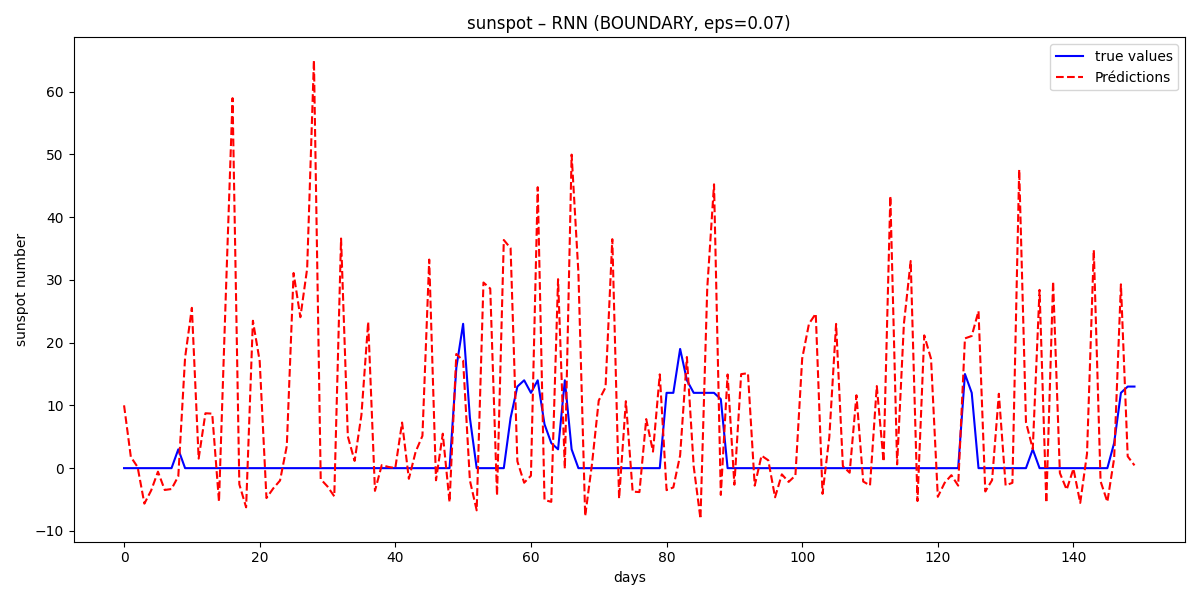 sunspot – RNN (BOUNDARY, eps=0.07)
true values
Prédictions
60
50
40
30
20
10
0
−10
sunspot number
0 20 40 60 80 100 120 140
days